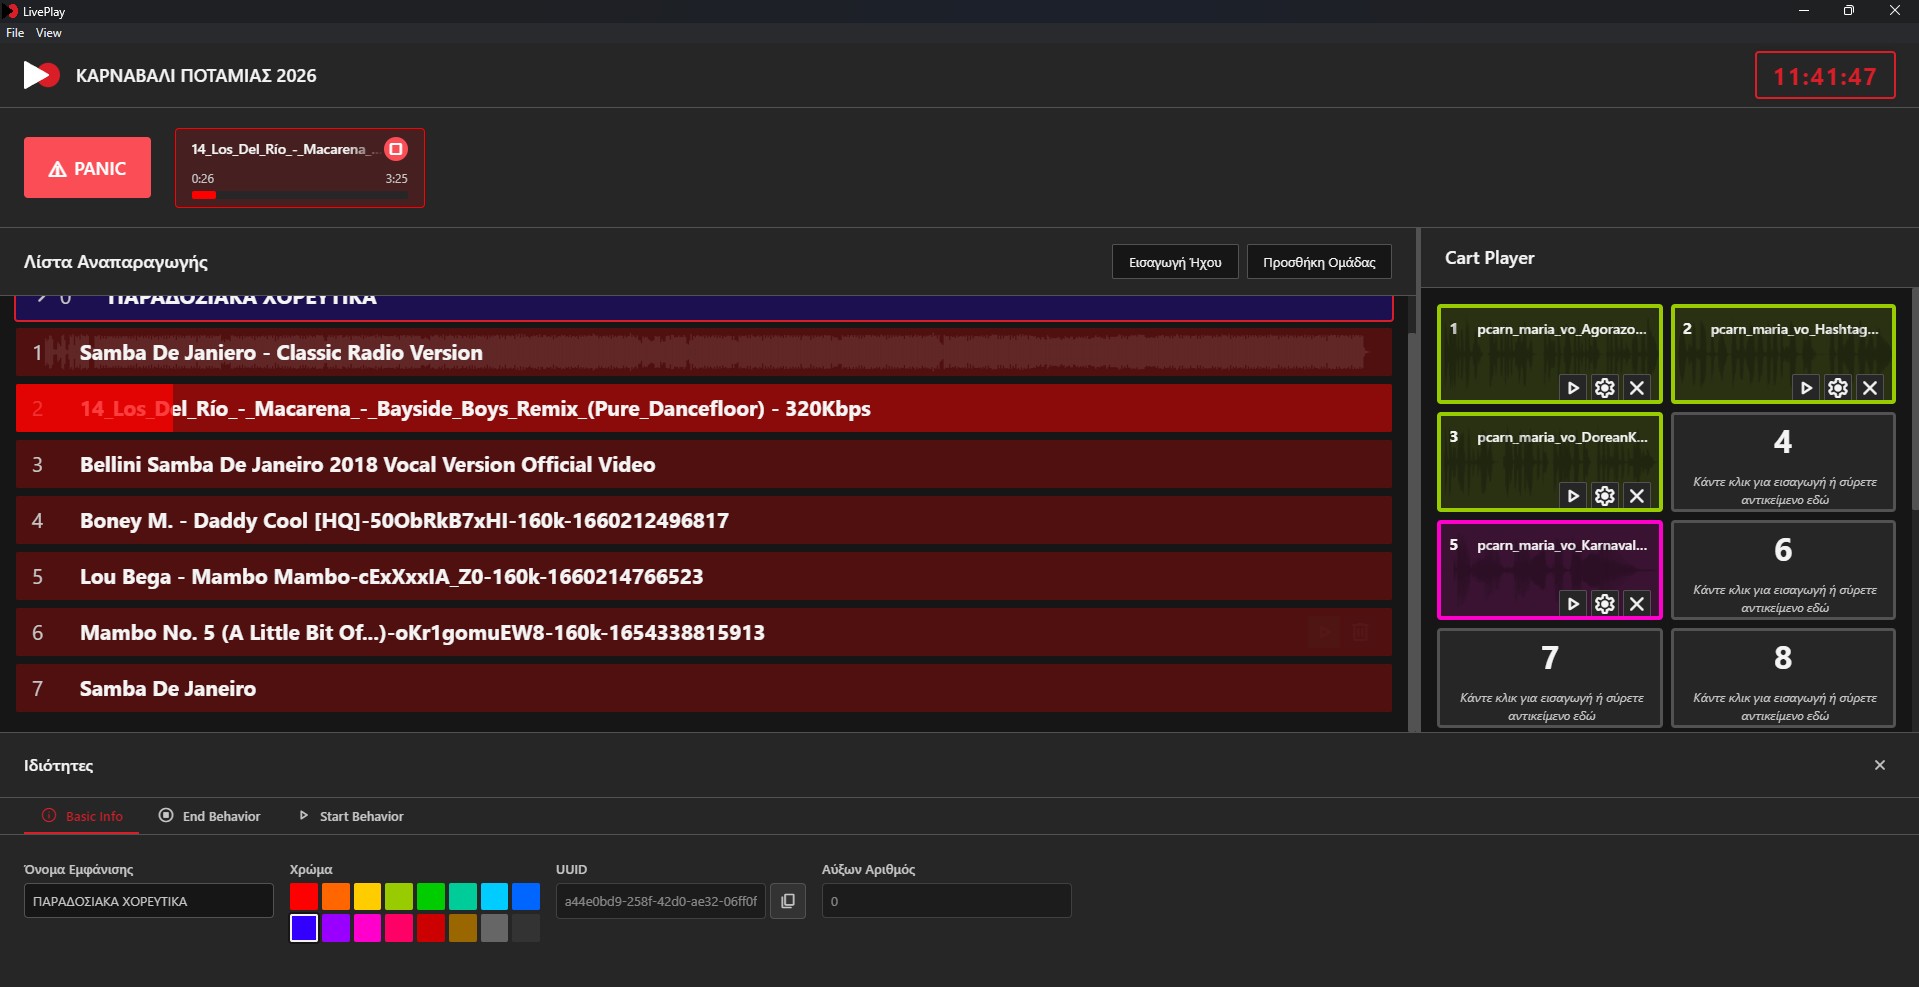 LivePlay
File View
ΚΑΡΝΑΒΑΛΙ ΠΟΤΑΜΙΑΣ 2026
11:41:47
PANIC
14_Los_Del_Río_-_Macarena_...
0:26 3:25
Λίστα Αναπαραγωγής
Εισαγωγή Ήχου
Προσθήκη Ομάδας
0 ΠΑΡΑΔΟΣΙΑΚΑ ΧΟΡΕΥΤΙΚΑ
1 Samba De Janiero - Classic Radio Version
2 14_Los_Del_Río_-_Macarena_-_Bayside_Boys_Remix_(Pure_Dancefloor) - 320Kbps
3 Bellini Samba De Janeiro 2018 Vocal Version Official Video
4 Boney M. - Daddy Cool [HQ]-50ObRkB7xHI-160k-1660212496817
5 Lou Bega - Mambo Mambo-cExXxxIA_Z0-160k-1660214766523
6 Mambo No. 5 (A Little Bit Of...)-oKr1gomuEW8-160k-1654338815913
7 Samba De Janeiro
Cart Player
1 pcarn_maria_vo_Agorazo...
2 pcarn_maria_vo_Hashtag...
3 pcarn_maria_vo_DoreanK...
4
Κάντε κλικ για εισαγωγή ή σύρετε
αντικείμενο εδώ
5 pcarn_maria_vo_Karnaval...
6
Κάντε κλικ για εισαγωγή ή σύρετε
αντικείμενο εδώ
7
Κάντε κλικ για εισαγωγή ή σύρετε
αντικείμενο εδώ
8
Κάντε κλικ για εισαγωγή ή σύρετε
αντικείμενο εδώ
Ιδιότητες
Basic Info
End Behavior
Start Behavior
Όνομα Εμφάνισης
ΠΑΡΑΔΟΣΙΑΚΑ ΧΟΡΕΥΤΙΚΑ
Χρώμα
UUID
a44e0bd9-258f-42d0-ae32-06ff0f
Αύξων Αριθμός
0